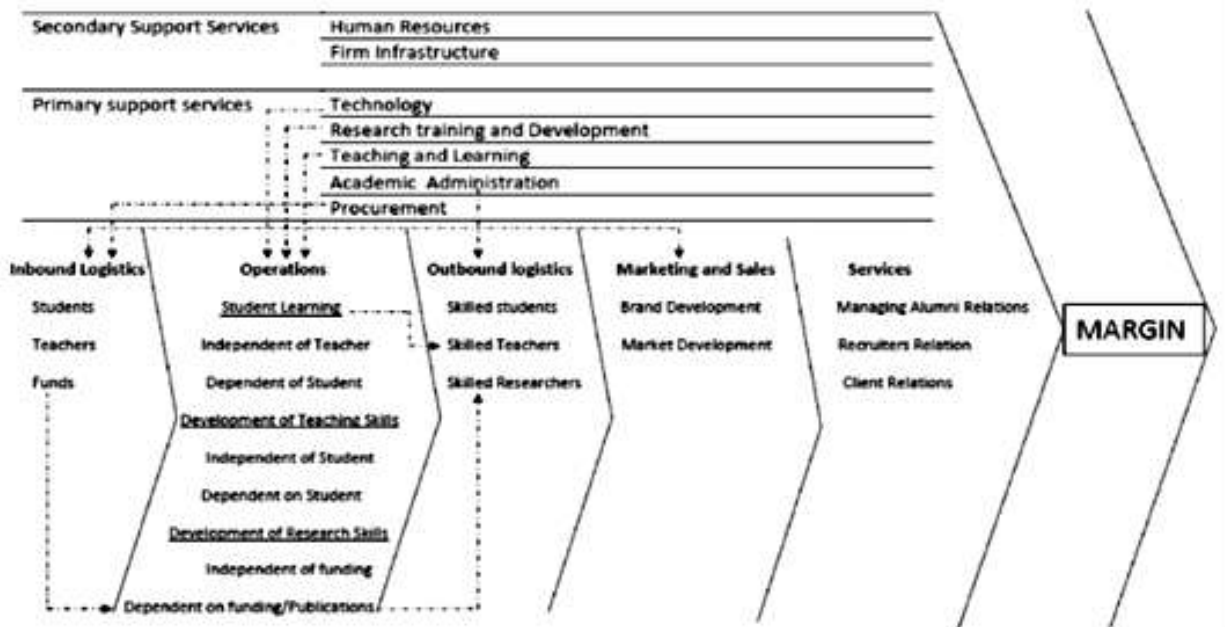 Secondary Support Services
Human Resources
Firm Infrastructure
Primary support services
Technology
Research training and Development
Teaching and Learning
Academic Administration
Procurement
Inbound Logistics
Students
Teachers
Funds
Operations
Student Learning
Independent of Teacher
Dependent of Student
Development of Teaching Skills
Independent of Student
Dependent on Student
Development of Research Skills
Independent of funding
Dependent on funding/Publications
Outbound logistics
Skilled students
Skilled Teachers
Skilled Researchers
Marketing and Sales
Brand Development
Market Development
Services
Managing Alumni Relations
Recruiters Relation
Client Relations
MARGIN